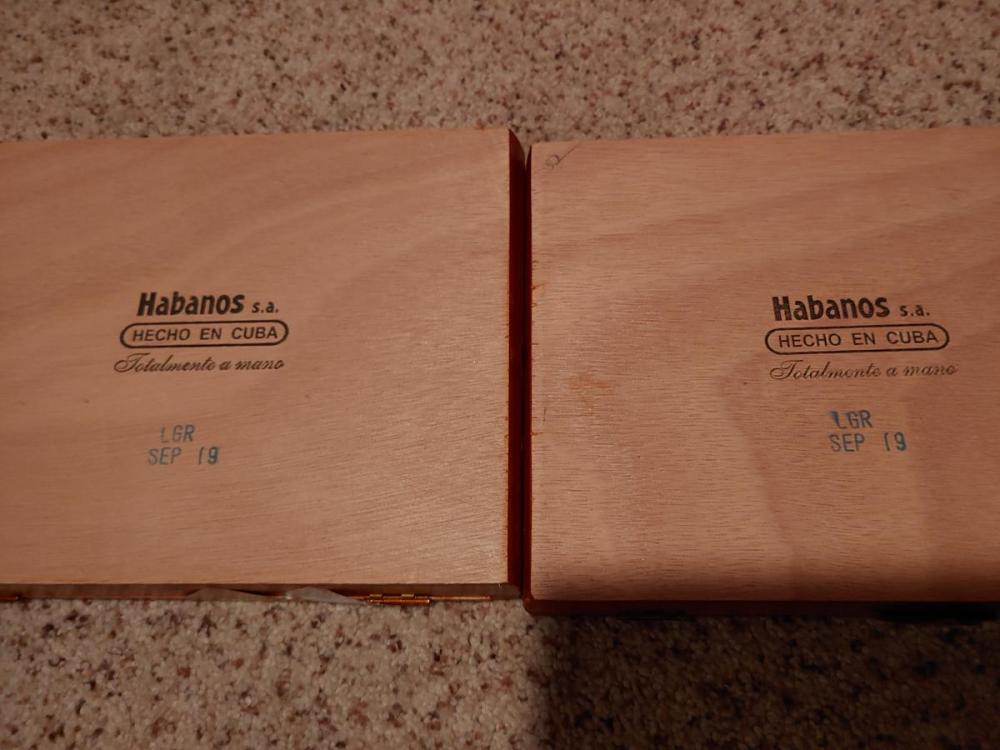 Habanos s.a.
HECHO EN CUBA
Totalmente a mano
LGR
SEP 19
Habanos s.a.
HECHO EN CUBA
Totalmente a mano
LGR
SEP 19